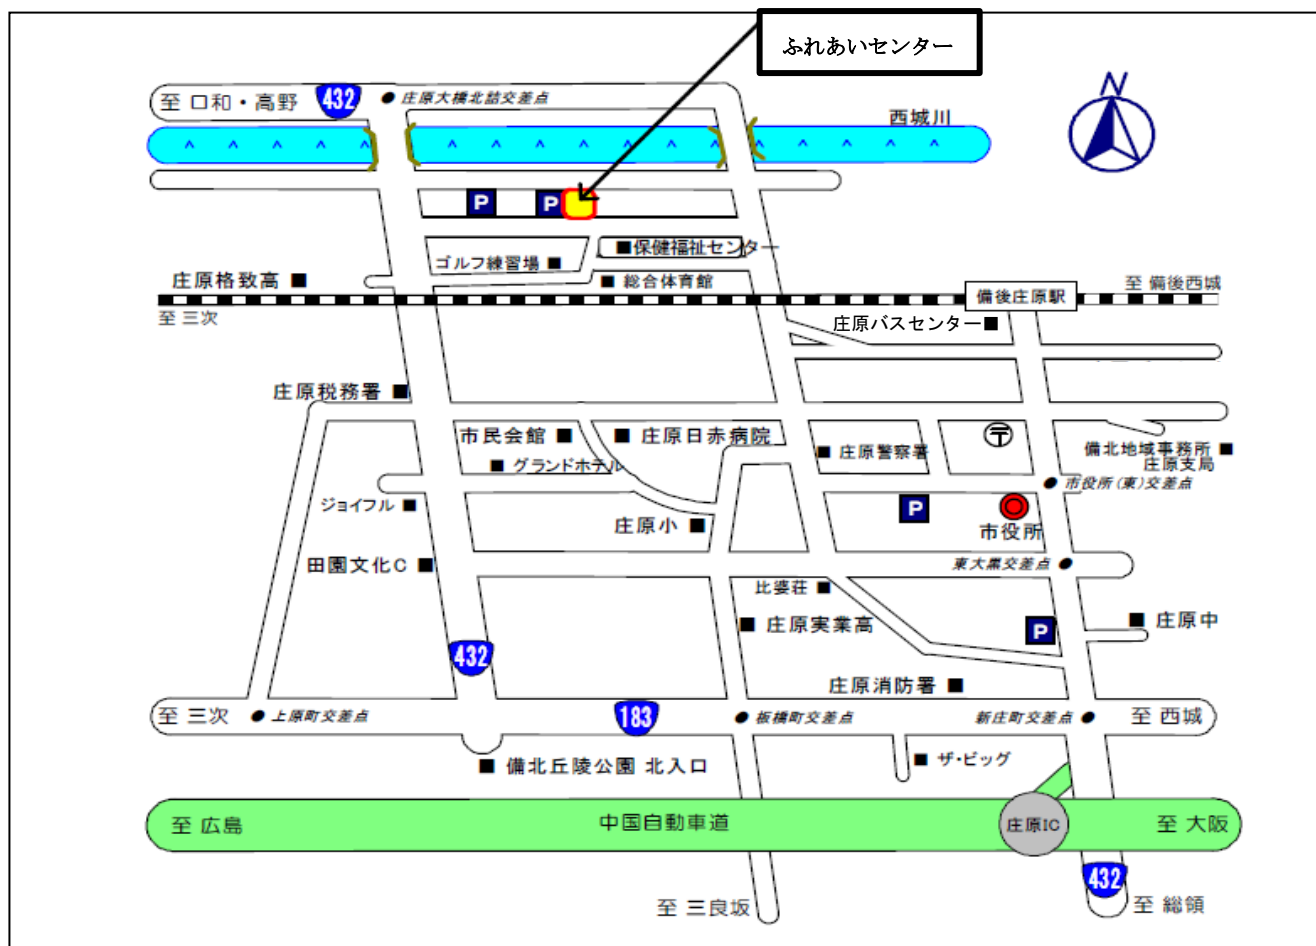 ふれあいセンター
N
至 口和・高野
432
庄原大橋北詰交差点
西城川
P
P
■保健福祉センター
ゴルフ練習場 ■
庄原格致高 ■
■ 総合体育館
備後庄原駅
至 備後西城
至 三次
庄原バスセンター■
庄原税務署 ■
市民会館 ■
■ 庄原日赤病院
■ 庄原警察署
〒
備北地域事務所 ■
庄原支局
■ グランドホテル
市役所(東)交差点
ジョイフル ■
P
庄原小 ■
市役所
田園文化C ■
東大黒交差点
比婆荘 ■
■ 庄原実業高
P
■ 庄原中
432
庄原消防署 ■
至 三次
上原町交差点
183
板橋町交差点
新庄町交差点
至 西城
■ 備北丘陵公園 北入口
■ ザ・ビッグ
至 広島
中国自動車道
庄原IC
至 大阪
432
至 三良坂
至 総領